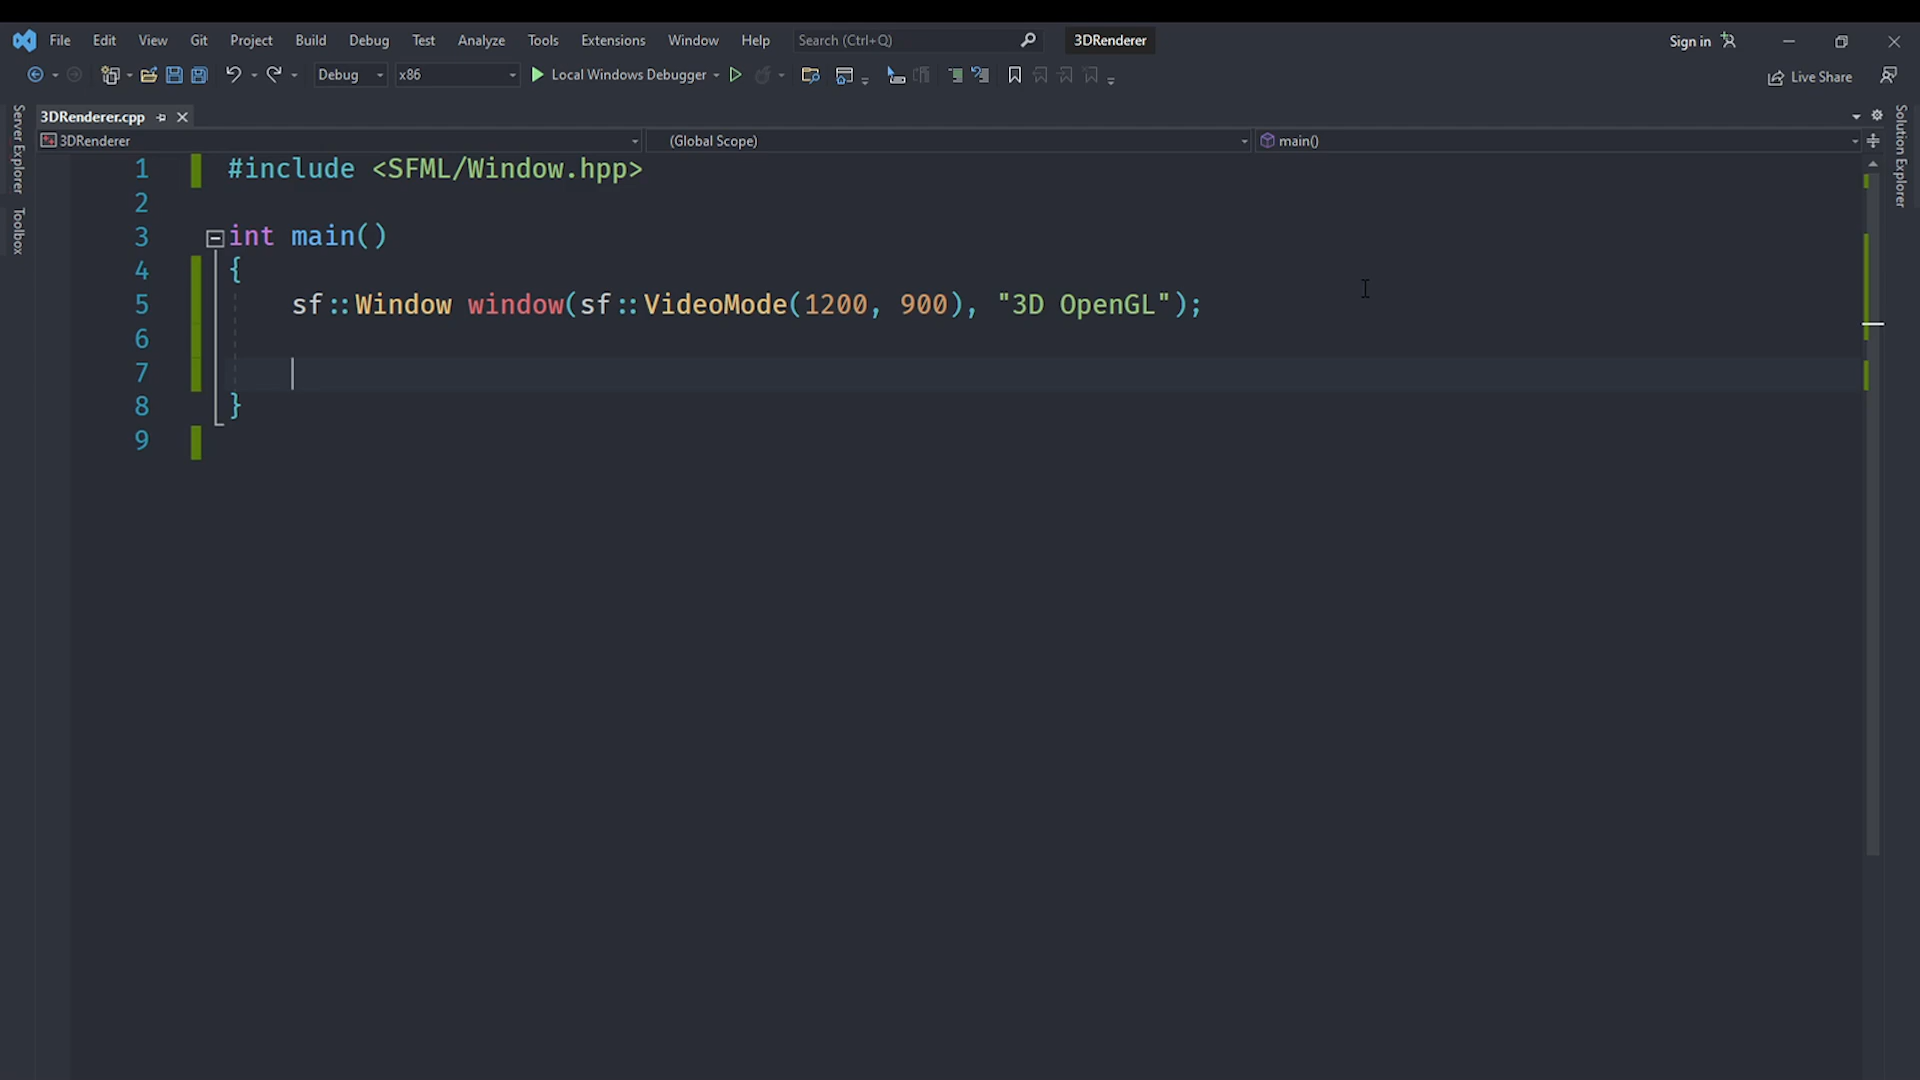 File Edit View Git Project Build Debug Test Analyze Tools Extensions Window Help Search (Ctrl+Q) 3DRenderer Sign in
Debug x86 Local Windows Debugger Live Share
3DRenderer.cpp
3DRenderer (Global Scope) main()
Server Explorer
Toolbox
Solution Explorer
1 #include <SFML/Window.hpp>
2
3 int main()
4 {
5 sf::Window window(sf::VideoMode(1200, 900), "3D OpenGL");
6
7
8 }
9